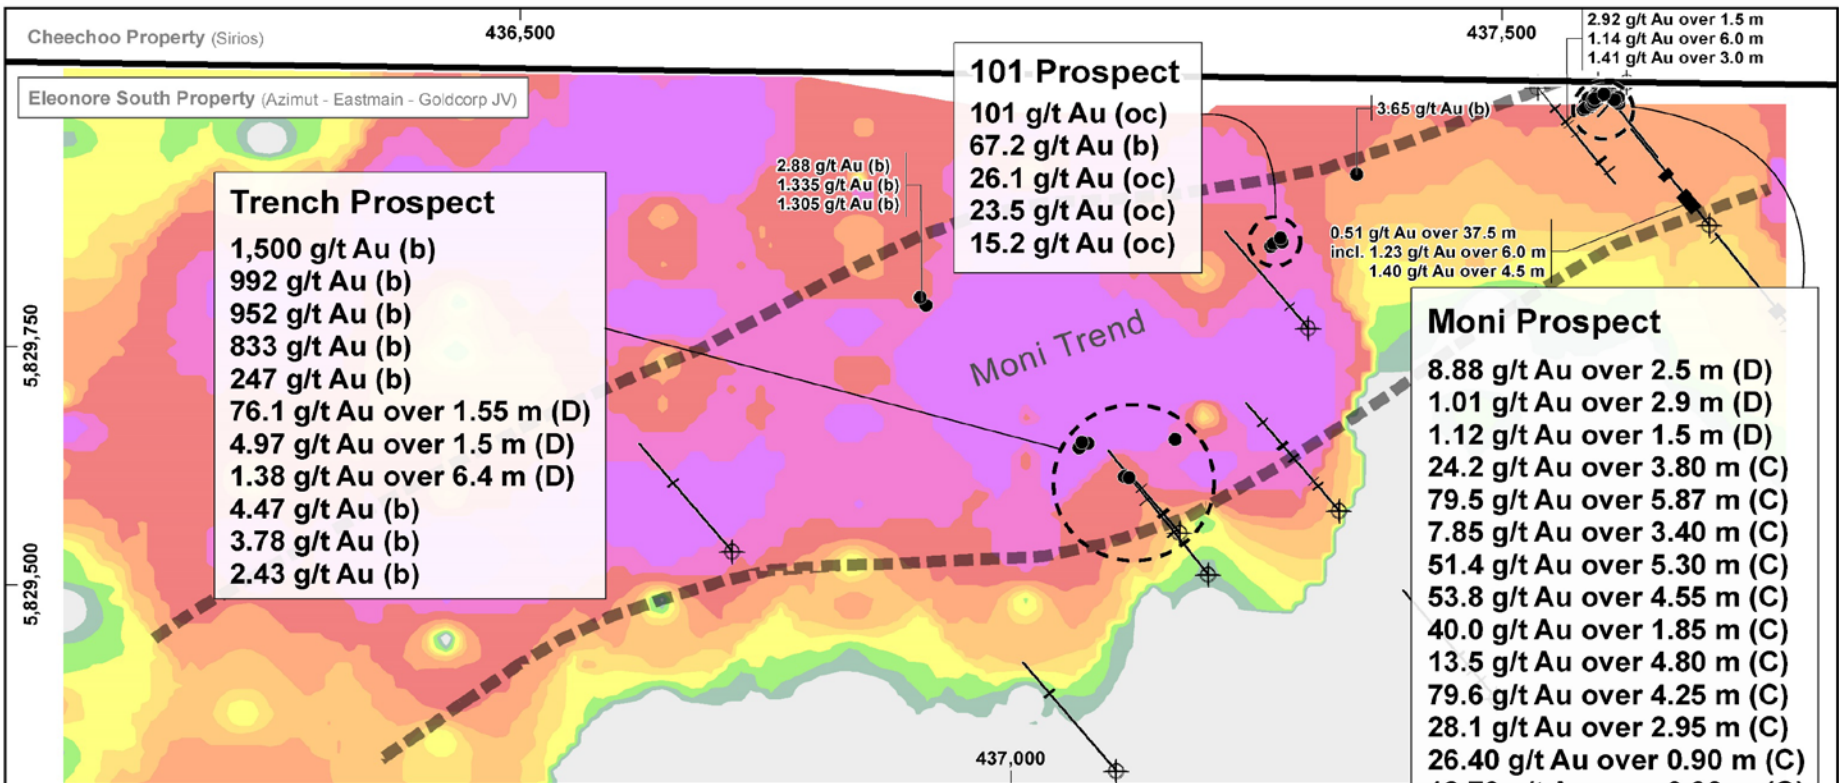 436,500
437,500
Cheechoo Property (Sirios)
Eleonore South Property (Azimut - Eastmain - Goldcorp JV)
2.92 g/t Au over 1.5 m
1.14 g/t Au over 6.0 m
1.41 g/t Au over 3.0 m
101 Prospect
101 g/t Au (oc)
67.2 g/t Au (b)
26.1 g/t Au (oc)
23.5 g/t Au (oc)
15.2 g/t Au (oc)
3.65 g/t Au (b)
2.88 g/t Au (b)
1.335 g/t Au (b)
1.305 g/t Au (b)
Trench Prospect
1,500 g/t Au (b)
992 g/t Au (b)
952 g/t Au (b)
833 g/t Au (b)
247 g/t Au (b)
76.1 g/t Au over 1.55 m (D)
4.97 g/t Au over 1.5 m (D)
1.38 g/t Au over 6.4 m (D)
4.47 g/t Au (b)
3.78 g/t Au (b)
2.43 g/t Au (b)
0.51 g/t Au over 37.5 m
incl. 1.23 g/t Au over 6.0 m
1.40 g/t Au over 4.5 m
Moni Trend
Moni Prospect
8.88 g/t Au over 2.5 m (D)
1.01 g/t Au over 2.9 m (D)
1.12 g/t Au over 1.5 m (D)
24.2 g/t Au over 3.80 m (C)
79.5 g/t Au over 5.87 m (C)
7.85 g/t Au over 3.40 m (C)
51.4 g/t Au over 5.30 m (C)
53.8 g/t Au over 4.55 m (C)
40.0 g/t Au over 1.85 m (C)
13.5 g/t Au over 4.80 m (C)
79.6 g/t Au over 4.25 m (C)
28.1 g/t Au over 2.95 m (C)
26.40 g/t Au over 0.90 m (C)
5,829,750
5,829,500
437,000